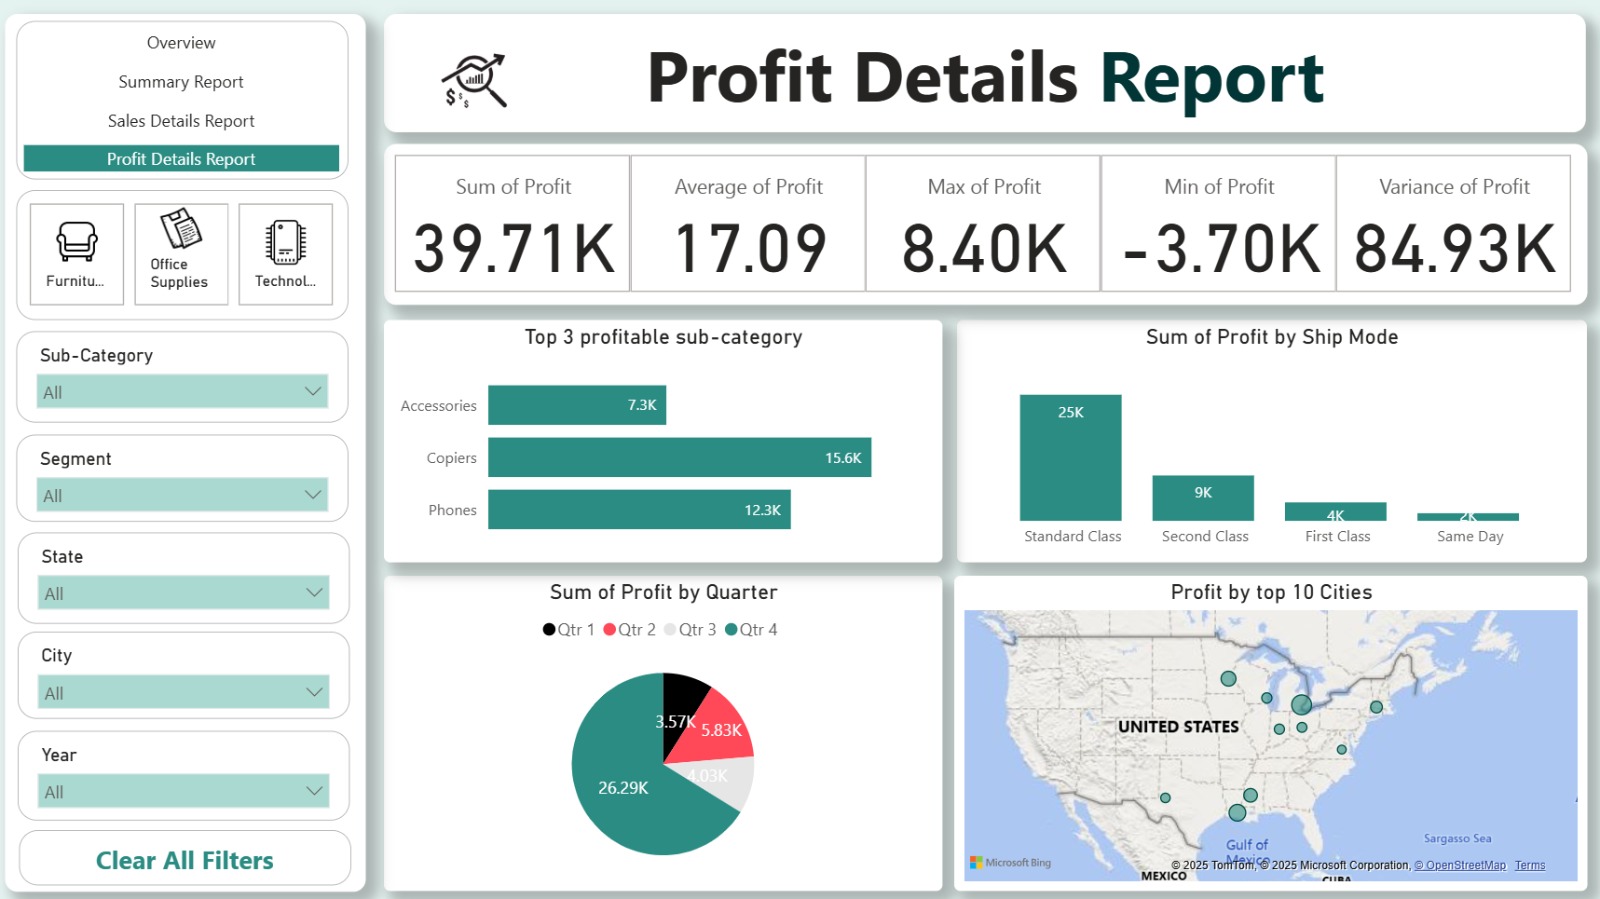 Overview
Summary Report
Sales Details Report
Profit Details Report
Furnitu...
Office
Supplies
Technol...
Sub-Category
All
Segment
All
State
All
City
All
Year
All
Clear All Filters
Profit Details Report
Sum of Profit
39.71K
Average of Profit
17.09
Max of Profit
8.40K
Min of Profit
-3.70K
Variance of Profit
84.93K
Top 3 profitable sub-category
Accessories
7.3K
Copiers
15.6K
Phones
12.3K
Sum of Profit by Ship Mode
25K
9K
4K
2K
Standard Class
Second Class
First Class
Same Day
Sum of Profit by Quarter
Qtr 1 Qtr 2 Qtr 3 Qtr 4
3.57K
5.83K
4.03K
26.29K
Profit by top 10 Cities
UNITED STATES
Sargasso Sea
Gulf of
Mexico
Microsoft Bing
© 2025 TomTom, © 2025 Microsoft Corporation, © OpenStreetMap Terms
MEXICO
CUBA